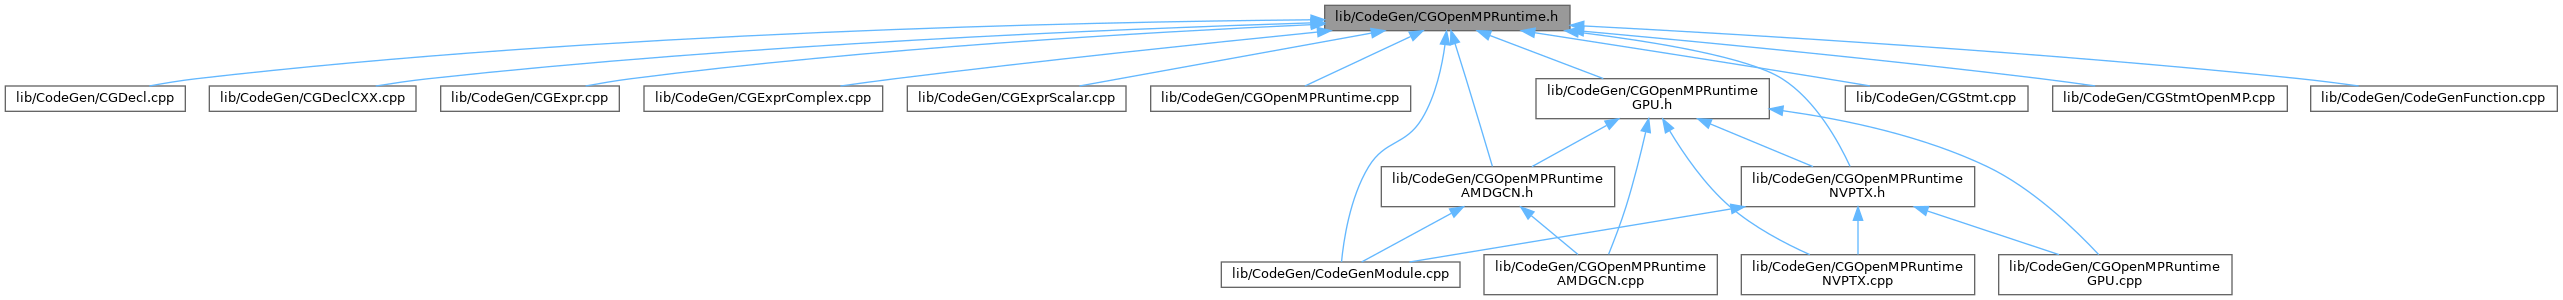 lib/CodeGen/CGOpenMPRuntime.h
lib/CodeGen/CGDecl.cpp
lib/CodeGen/CGDeclCXX.cpp
lib/CodeGen/CGExpr.cpp
lib/CodeGen/CGExprComplex.cpp
lib/CodeGen/CGExprScalar.cpp
lib/CodeGen/CGOpenMPRuntime.cpp
lib/CodeGen/CGOpenMPRuntime
GPU.h
lib/CodeGen/CGStmt.cpp
lib/CodeGen/CGStmtOpenMP.cpp
lib/CodeGen/CodeGenFunction.cpp
lib/CodeGen/CGOpenMPRuntime
AMDGCN.h
lib/CodeGen/CGOpenMPRuntime
NVPTX.h
lib/CodeGen/CodeGenModule.cpp
lib/CodeGen/CGOpenMPRuntime
AMDGCN.cpp
lib/CodeGen/CGOpenMPRuntime
NVPTX.cpp
lib/CodeGen/CGOpenMPRuntime
GPU.cpp